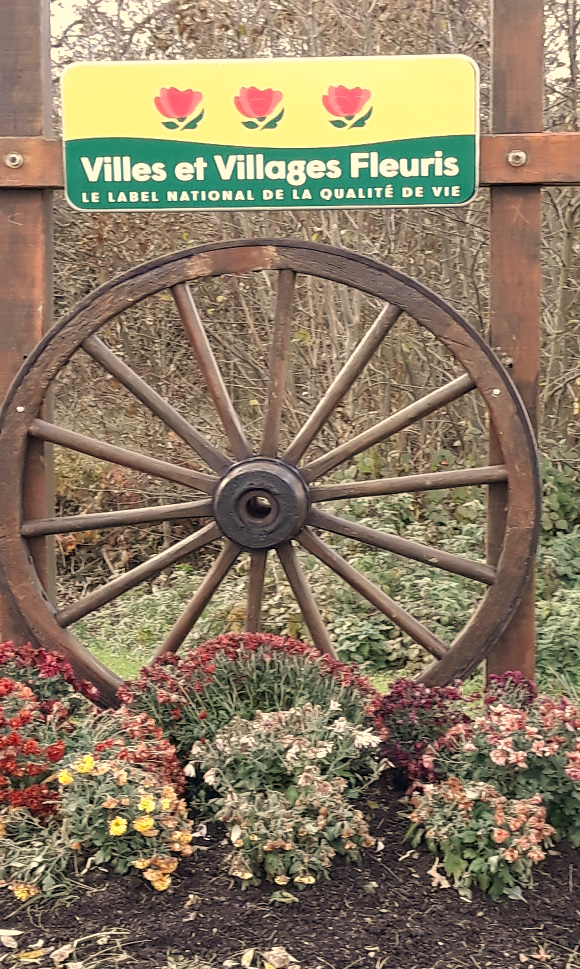 Villes et Villages Fleuris
LE LABEL NATIONAL DE LA QUALITÉ DE VIE